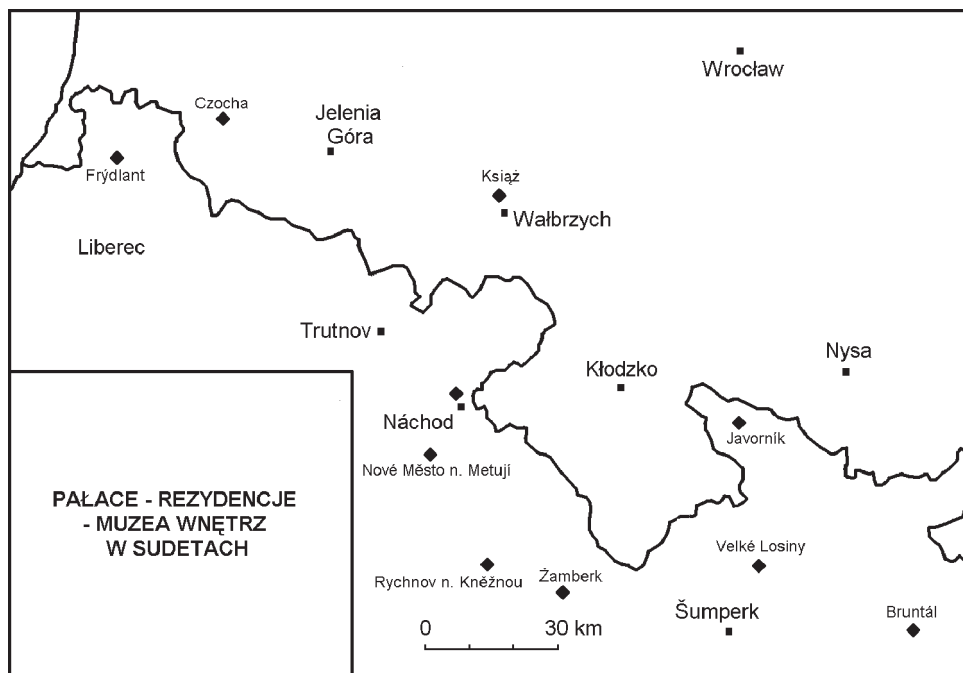 Wrocław
Czocha
Jelenia
Góra
Frýdlant
Książ
Wałbrzych
Liberec
Trutnov
Kłodzko
Nysa
Náchod
Javorník
Nové Město n. Metují
PAŁACE - REZYDENCJE
- MUZEA WNĘTRZ
W SUDETACH
Velké Losiny
Rychnov n. Kněžnou
Žamberk
Šumperk
Bruntál
0 30 km